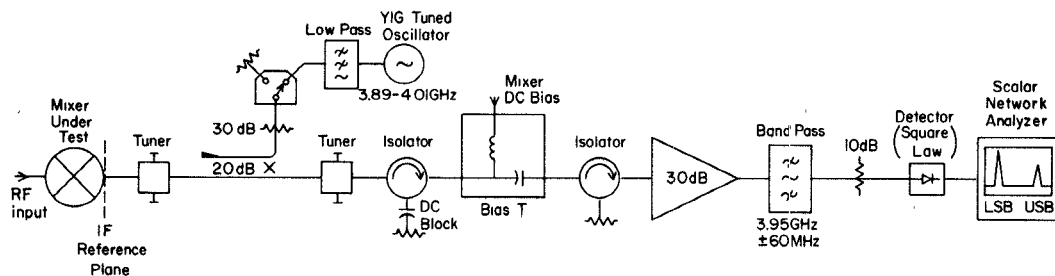 YIG Tuned
Oscillator
Low Pass
3.89-4.01GHz
Mixer
Under
Test
30dB
20dB
Tuner
Tuner
RF
input
IF
Reference
Plane
Isolator
DC
Block
Mixer
DC Bias
Bias T
Isolator
30dB
Band Pass
3.95GHz
±60MHz
10dB
Detector
(Square
Law)
Scalar
Network
Analyzer
LSB USB